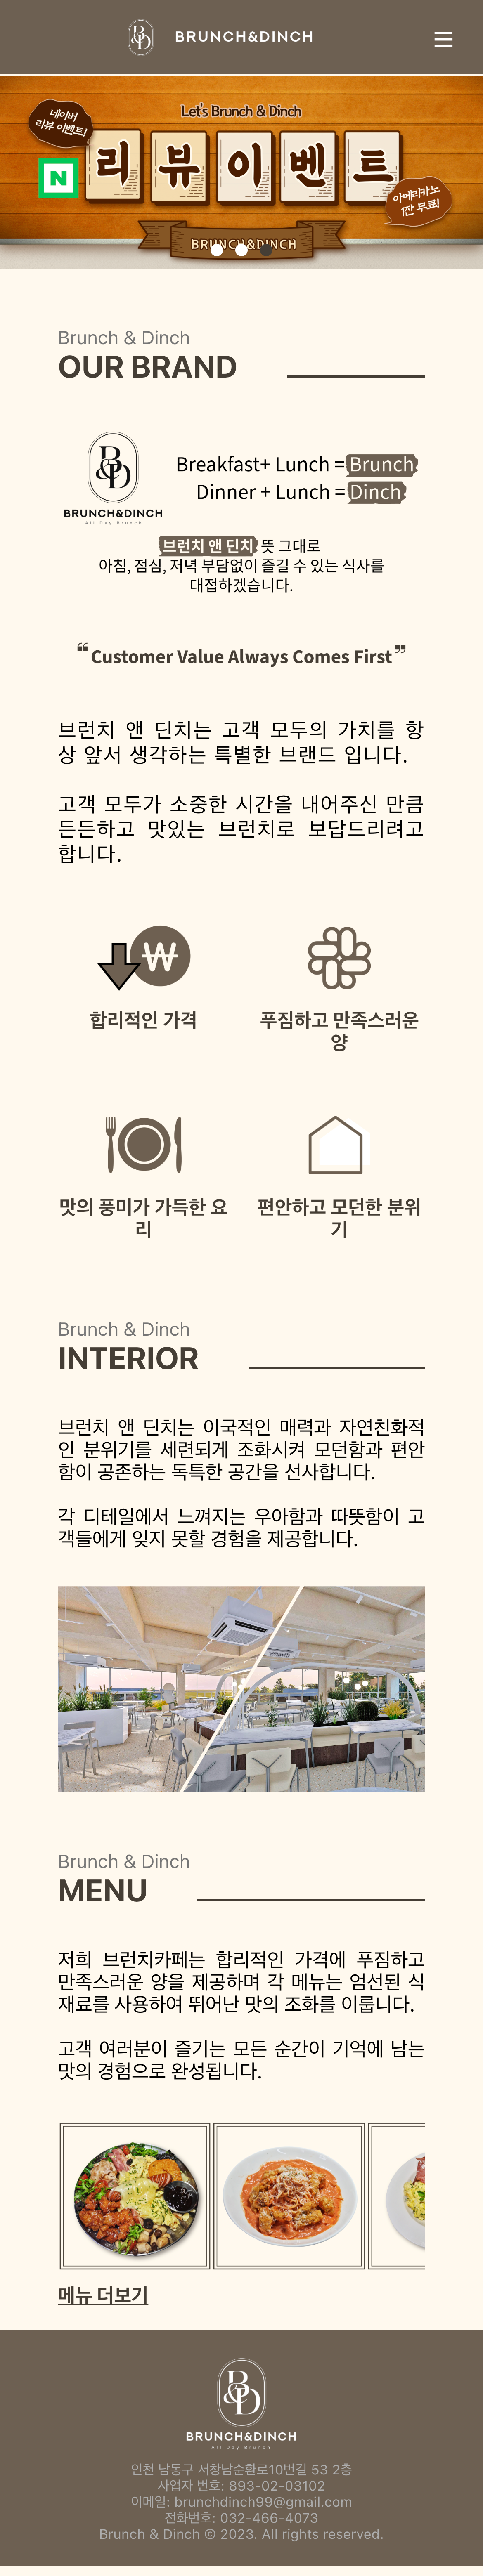 B&D BRUNCH&DINCH
네이버
리뷰 이벤트!
Let's Brunch & Dinch
리뷰이벤트
N
아메리카노
1잔 무료!
BRUNCH&DINCH
Brunch & Dinch
OUR BRAND
B&D
BRUNCH&DINCH
All Day Brunch
Breakfast+ Lunch = Brunch
Dinner + Lunch = Dinch
브런치 앤 딘치 뜻 그대로
아침, 점심, 저녁 부담없이 즐길 수 있는 식사를
대접하겠습니다.
❝ Customer Value Always Comes First ❞
브런치 앤 딘치는 고객 모두의 가치를 항
상 앞서 생각하는 특별한 브랜드 입니다.
고객 모두가 소중한 시간을 내어주신 만큼
든든하고 맛있는 브런치로 보답드리려고
합니다.
₩
합리적인 가격
푸짐하고 만족스러운
양
맛의 풍미가 가득한 요
리
편안하고 모던한 분위
기
Brunch & Dinch
INTERIOR
브런치 앤 딘치는 이국적인 매력과 자연친화적
인 분위기를 세련되게 조화시켜 모던함과 편안
함이 공존하는 독특한 공간을 선사합니다.
각 디테일에서 느껴지는 우아함과 따뜻함이 고
객들에게 잊지 못할 경험을 제공합니다.
Brunch & Dinch
MENU
저희 브런치카페는 합리적인 가격에 푸짐하고
만족스러운 양을 제공하며 각 메뉴는 엄선된 식
재료를 사용하여 뛰어난 맛의 조화를 이룹니다.
고객 여러분이 즐기는 모든 순간이 기억에 남는
맛의 경험으로 완성됩니다.
메뉴 더보기
B&D
BRUNCH&DINCH
All Day Brunch
인천 남동구 서창남순환로10번길 53 2층
사업자 번호: 893-02-03102
이메일: brunchdinch99@gmail.com
전화번호: 032-466-4073
Brunch & Dinch © 2023. All rights reserved.